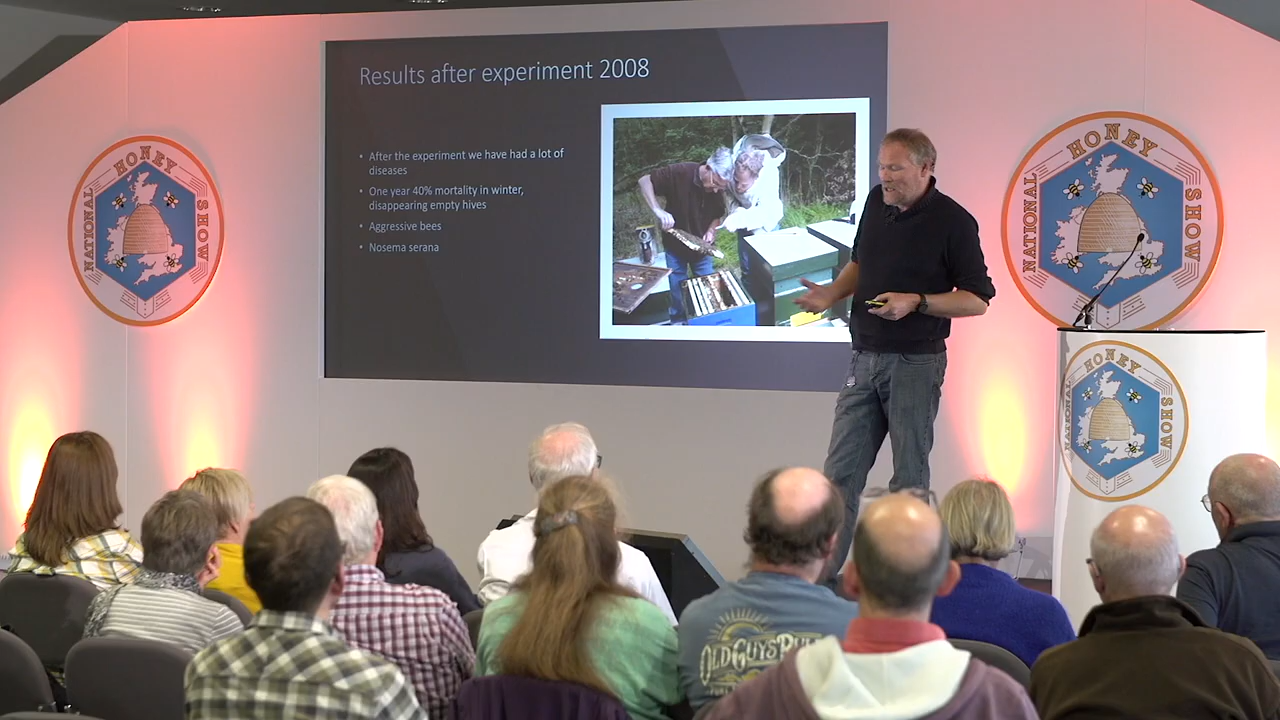 Results after experiment 2008
• After the experiment we have had a lot of
diseases
• One year 40% mortality in winter,
disappearing empty hives
• Aggressive bees
• Nosema serana
NATIONAL HONEY SHOW
NATIONAL HONEY SHOW
NATIONAL HONEY SHOW
OLD GUYS RULE